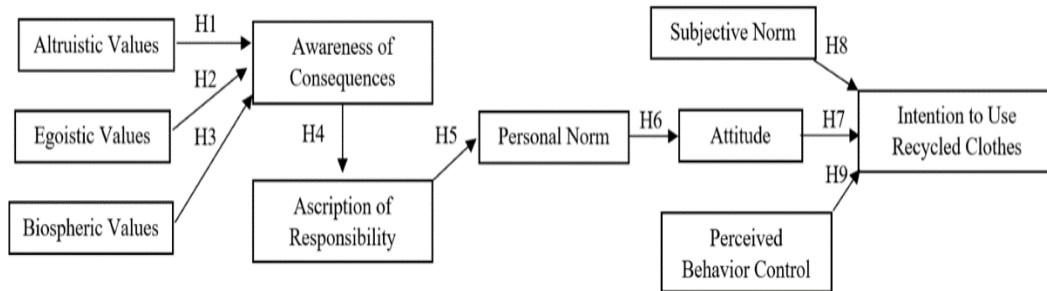 Altruistic Values
H1
Awareness of
Consequences
H2
Egoistic Values
H3
Biospheric Values
H4
Ascription of
Responsibility
H5
Personal Norm
H6
Attitude
H7
Subjective Norm
H8
Intention to Use
Recycled Clothes
H9
Perceived
Behavior Control